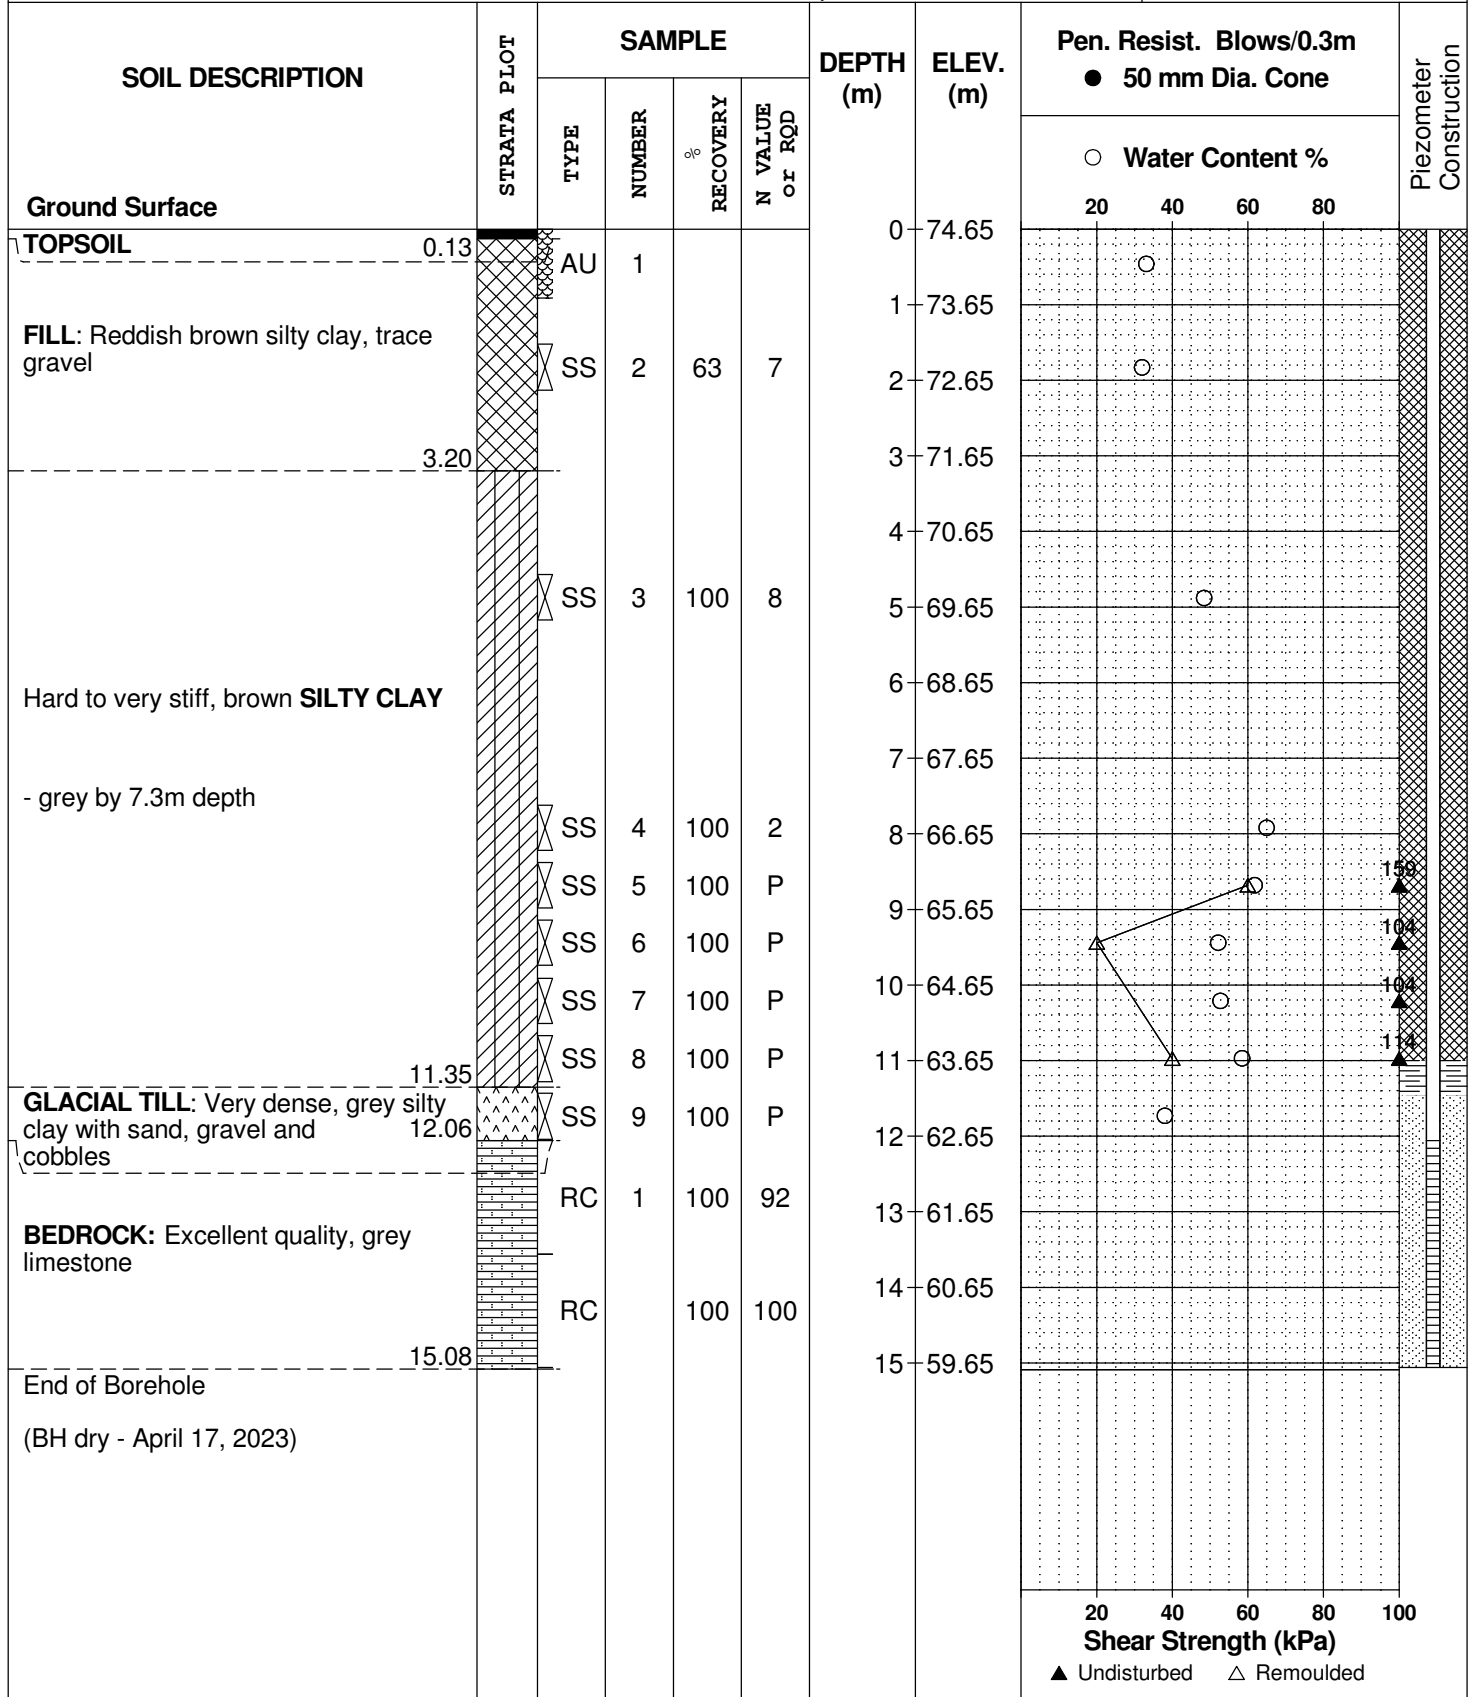 SOIL DESCRIPTION
Ground Surface
STRATA PLOT
SAMPLE
TYPE
NUMBER
%
RECOVERY
N VALUE
or RQD
DEPTH
(m)
ELEV.
(m)
Pen. Resist. Blows/0.3m
● 50 mm Dia. Cone
○ Water Content %
20 40 60 80
Piezometer
Construction
TOPSOIL 0.13
FILL: Reddish brown silty clay, trace
gravel
3.20
Hard to very stiff, brown SILTY CLAY
- grey by 7.3m depth
11.35
GLACIAL TILL: Very dense, grey silty
clay with sand, gravel and 12.06
cobbles
BEDROCK: Excellent quality, grey
limestone
15.08
End of Borehole
(BH dry - April 17, 2023)
AU 1
SS 2 63 7
SS 3 100 8
SS 4 100 2
SS 5 100 P
SS 6 100 P
SS 7 100 P
SS 8 100 P
SS 9 100 P
RC 1 100 92
RC 100 100
0 74.65
1 73.65
2 72.65
3 71.65
4 70.65
5 69.65
6 68.65
7 67.65
8 66.65
9 65.65
10 64.65
11 63.65
12 62.65
13 61.65
14 60.65
15 59.65
159
104
104
114
20 40 60 80 100
Shear Strength (kPa)
▲ Undisturbed △ Remoulded